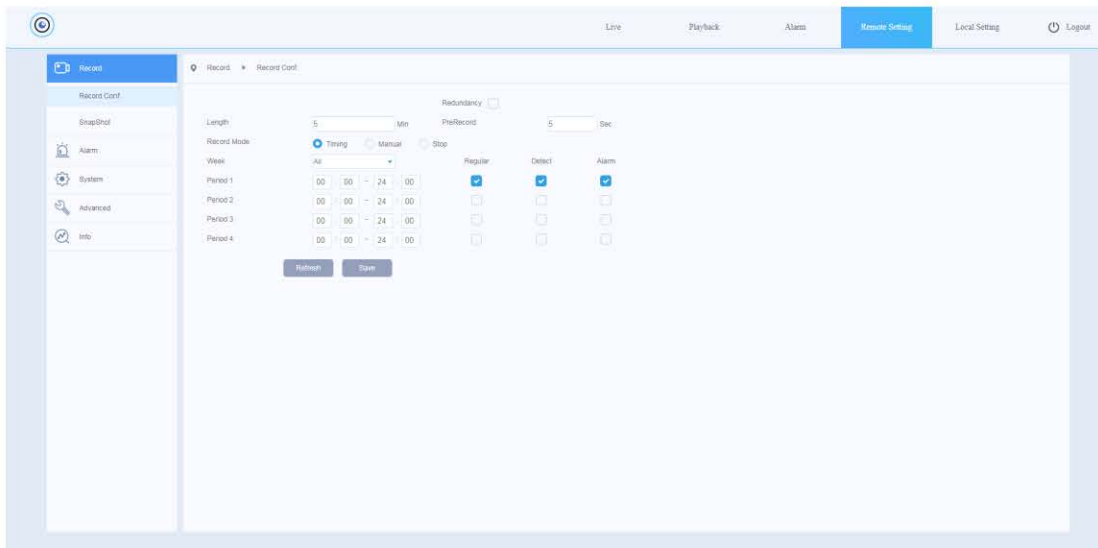 Live Playback Alarm Remote Setting Local Setting Logout
Record
Record Record Conf.
Record Conf.
SnapShot
Alarm
System
Advanced
Info
Redundancy
Length 5 Min PreRecord 5 Sec.
Record Mode Timing Manual Stop
Week All Regular Detect Alarm
Period 1 00 : 00 - 24 : 00
Period 2 00 : 00 - 24 : 00
Period 3 00 : 00 - 24 : 00
Period 4 00 : 00 - 24 : 00
Refresh Save